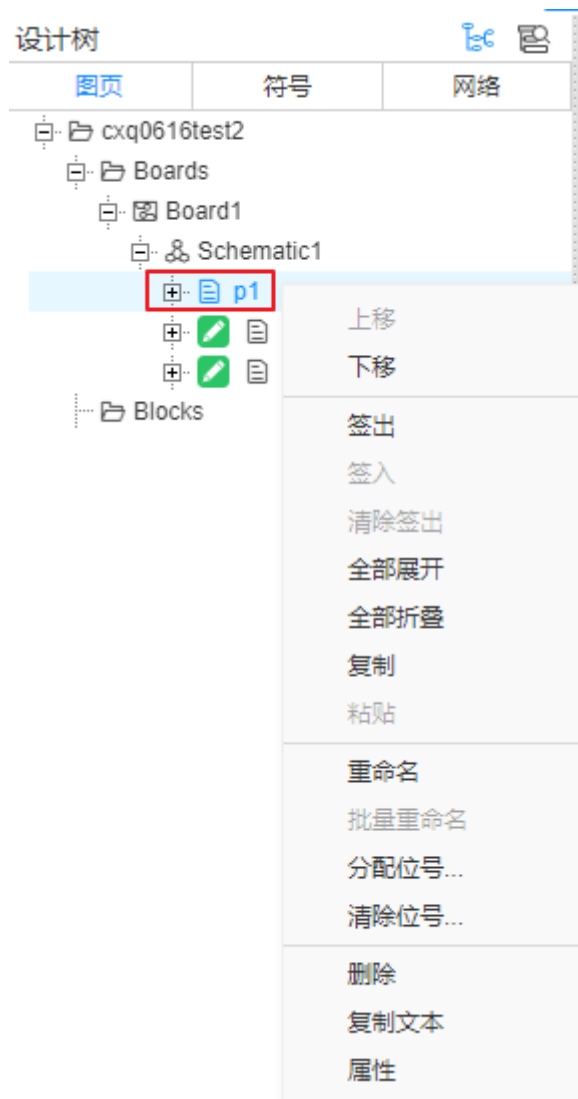 设计树
图页 符号 网络
cxq0616test2
Boards
Board1
Schematic1
p1
Blocks
上移
下移
签出
签入
清除签出
全部展开
全部折叠
复制
粘贴
重命名
批量重命名
分配位号...
清除位号...
删除
复制文本
属性